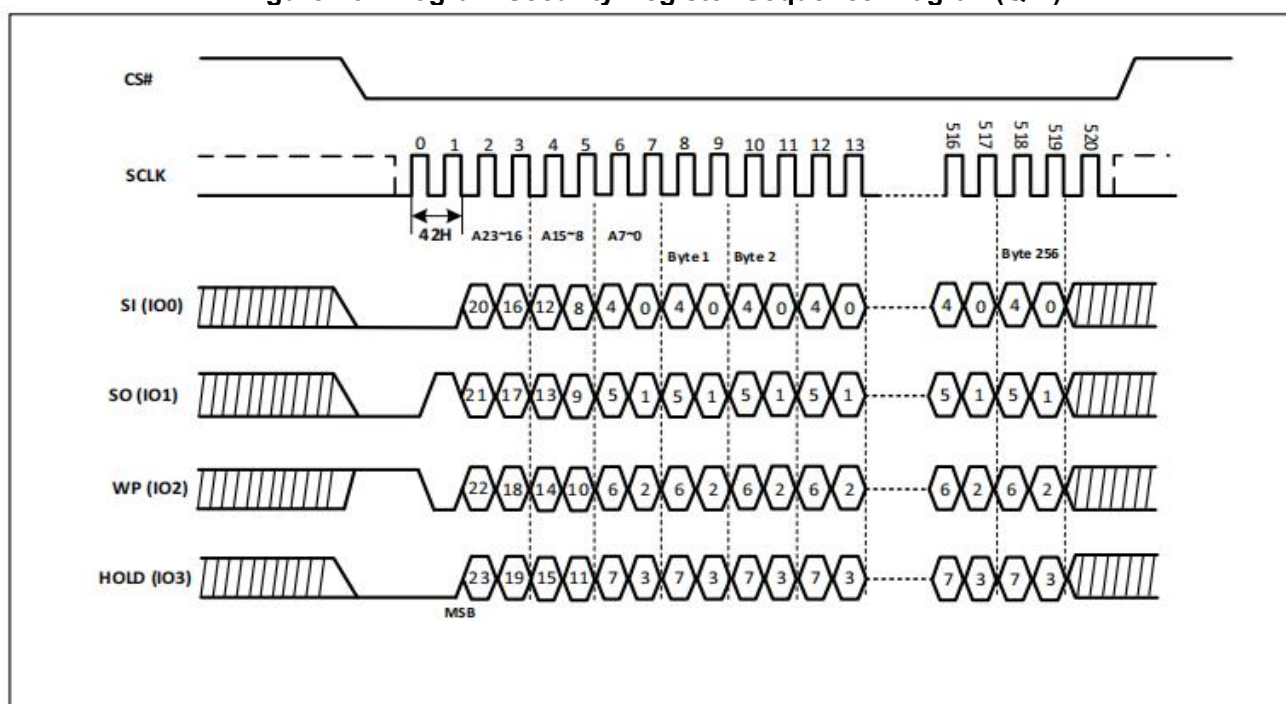 CS#
0 1 2 3 4 5 6 7 8 9 10 11 12 13 516 517 518 519 520
SCLK
42H A23~16 A15~8 A7~0
Byte 1 Byte 2 Byte 256
SI (IO0) 20 16 12 8 4 0 4 0 4 0 4 0 4 0 4 0
SO (IO1) 21 17 13 9 5 1 5 1 5 1 5 1 5 1 5 1
WP (IO2) 22 18 14 10 6 2 6 2 6 2 6 2 6 2 6 2
HOLD (IO3) 23 19 15 11 7 3 7 3 7 3 7 3 7 3 7 3
MSB